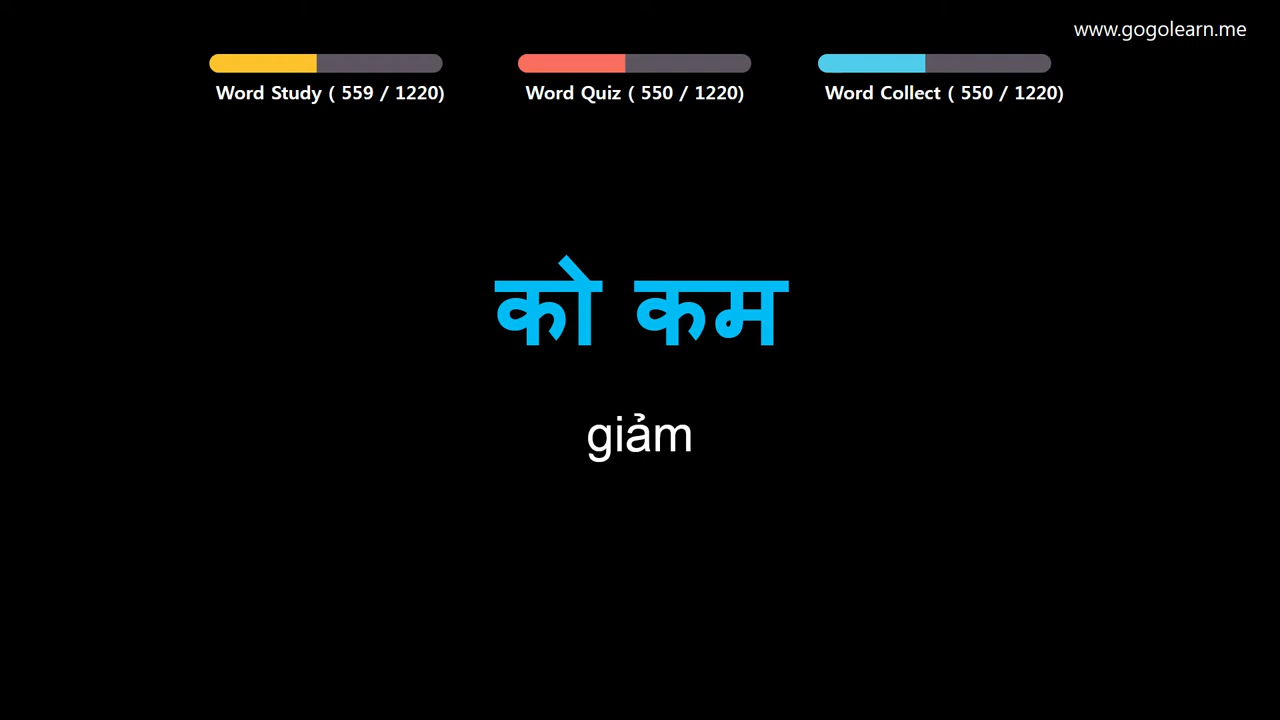 www.gogolearn.me
Word Study ( 559 / 1220)
Word Quiz ( 550 / 1220)
Word Collect ( 550 / 1220)
को कम
giảm